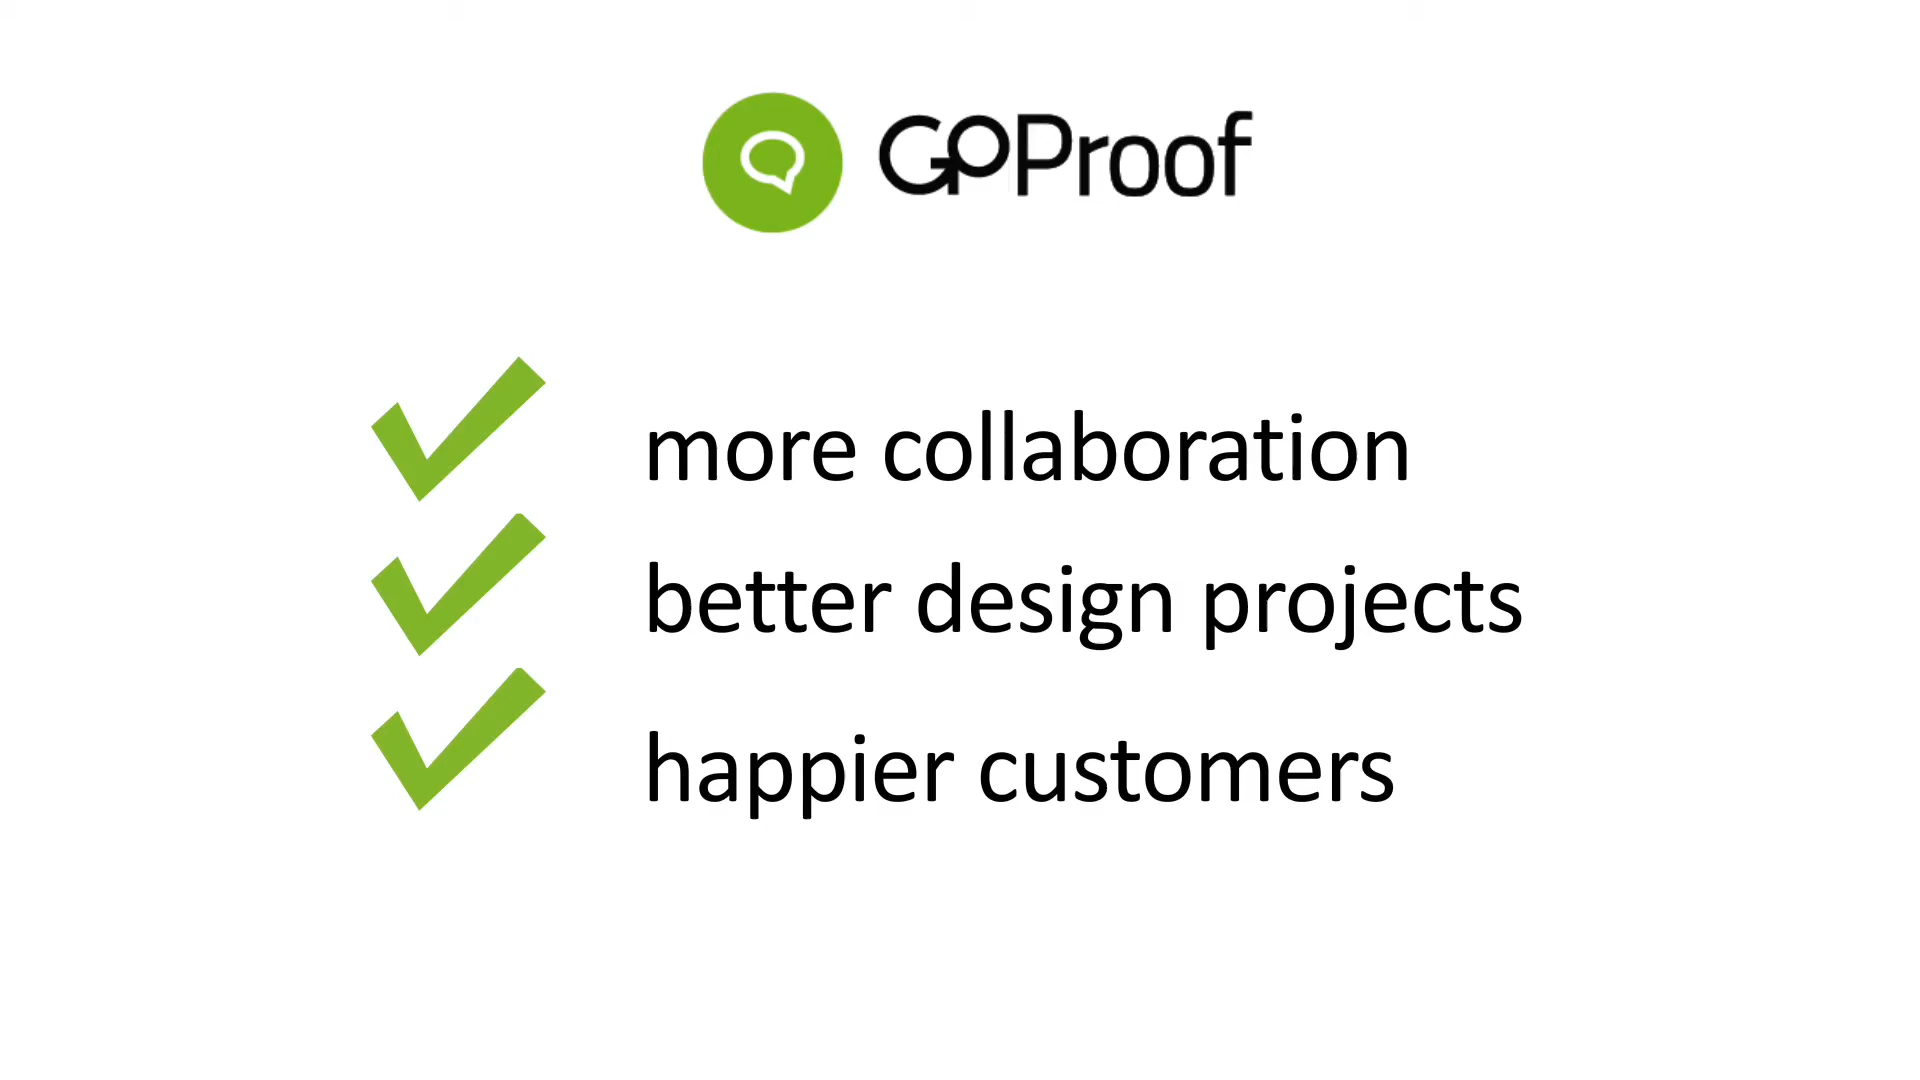 GoProof
more collaboration
better design projects
happier customers